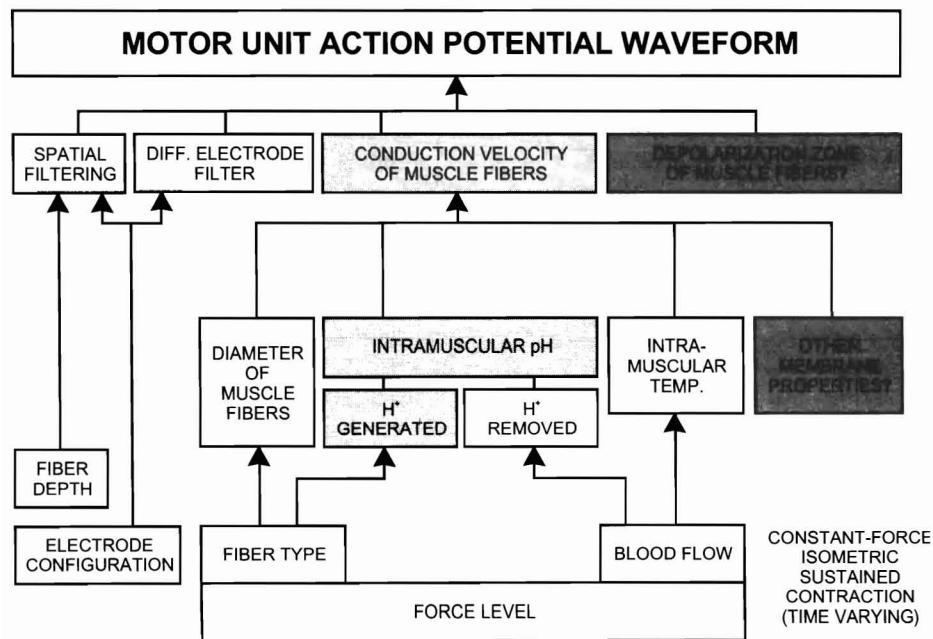 MOTOR UNIT ACTION POTENTIAL WAVEFORM
SPATIAL
FILTERING
DIFF. ELECTRODE
FILTER
CONDUCTION VELOCITY
OF MUSCLE FIBERS
DEPOLARIZATION ZONE
OF MUSCLE FIBERS?
DIAMETER
OF
MUSCLE
FIBERS
INTRAMUSCULAR pH
H⁺
GENERATED
H⁺
REMOVED
INTRA-
MUSCULAR
TEMP.
OTHER
MEMBRANE
PROPERTIES?
FIBER
DEPTH
ELECTRODE
CONFIGURATION
FIBER TYPE
BLOOD FLOW
FORCE LEVEL
CONSTANT-FORCE
ISOMETRIC
SUSTAINED
CONTRACTION
(TIME VARYING)